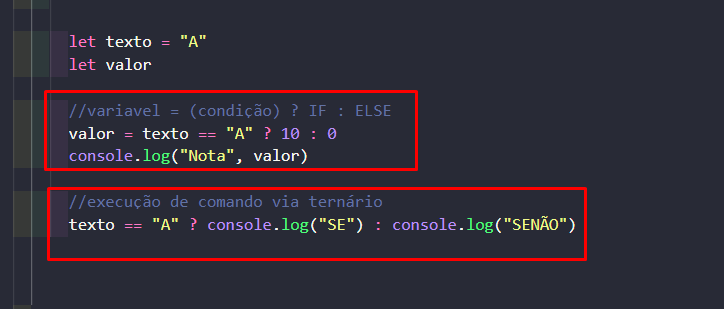 let texto = "A"
let valor
//variavel = (condição) ? IF : ELSE
valor = texto == "A" ? 10 : 0
console.log("Nota", valor)
//execução de comando via ternário
texto == "A" ? console.log("SE") : console.log("SENÃO")